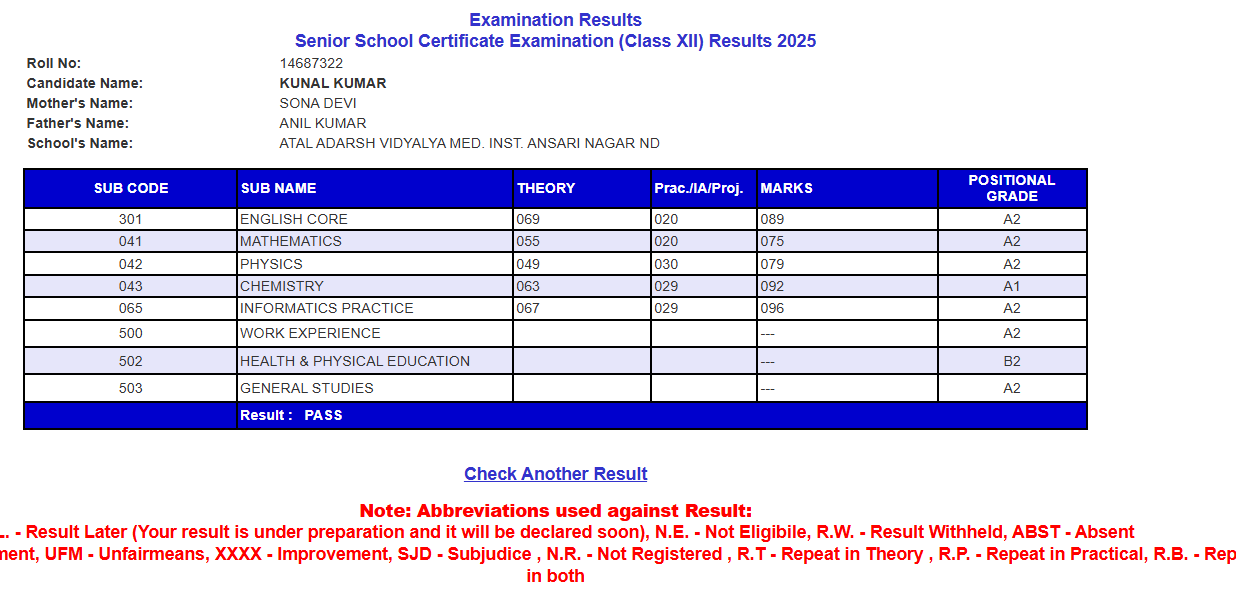 Examination Results
Senior School Certificate Examination (Class XII) Results 2025
Roll No: 14687322
Candidate Name: KUNAL KUMAR
Mother's Name: SONA DEVI
Father's Name: ANIL KUMAR
School's Name: ATAL ADARSH VIDYALYA MED. INST. ANSARI NAGAR ND
SUB CODE SUB NAME THEORY Prac./IA/Proj. MARKS POSITIONAL GRADE
301 ENGLISH CORE 069 020 089 A2
041 MATHEMATICS 055 020 075 A2
042 PHYSICS 049 030 079 A2
043 CHEMISTRY 063 029 092 A1
065 INFORMATICS PRACTICE 067 029 096 A2
500 WORK EXPERIENCE --- A2
502 HEALTH & PHYSICAL EDUCATION --- B2
503 GENERAL STUDIES --- A2
Result : PASS
Check Another Result
Note: Abbreviations used against Result:
. - Result Later (Your result is under preparation and it will be declared soon), N.E. - Not Eligibile, R.W. - Result Withheld, ABST - Absent
ment, UFM - Unfairmeans, XXXX - Improvement, SJD - Subjudice , N.R. - Not Registered , R.T - Repeat in Theory , R.P. - Repeat in Practical, R.B. - Rep
in both